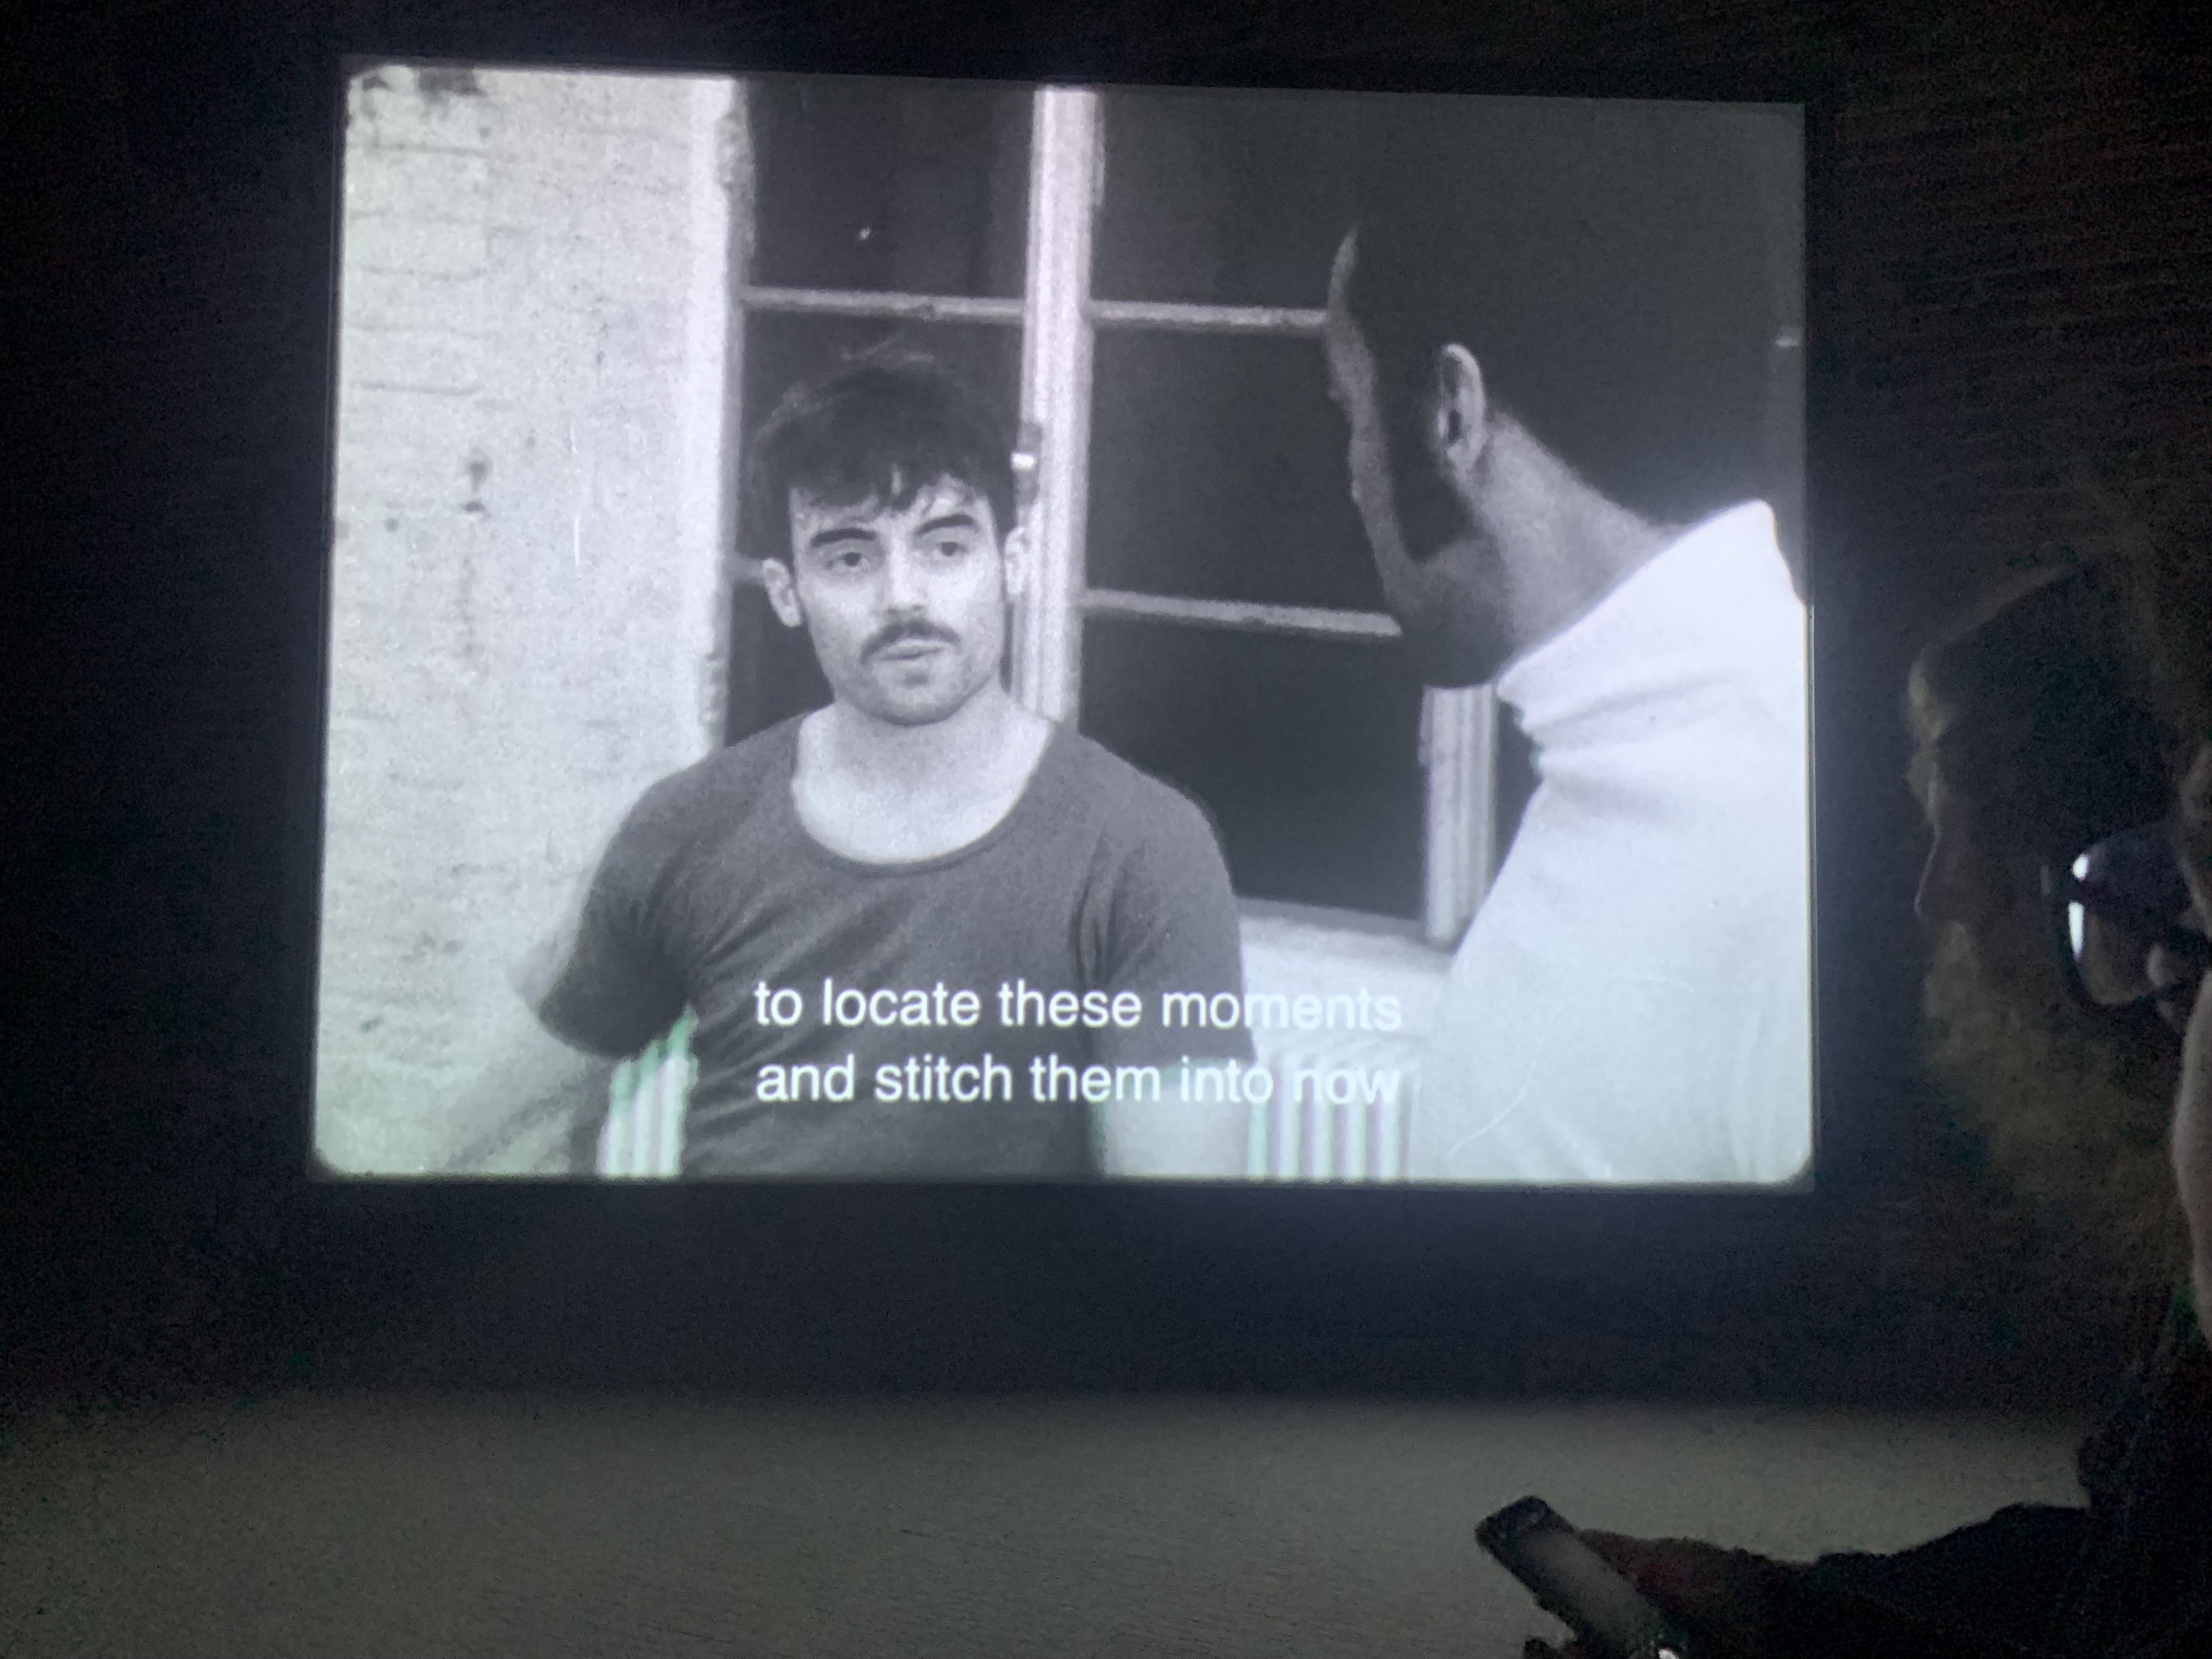 to locate these moments
and stitch them into now